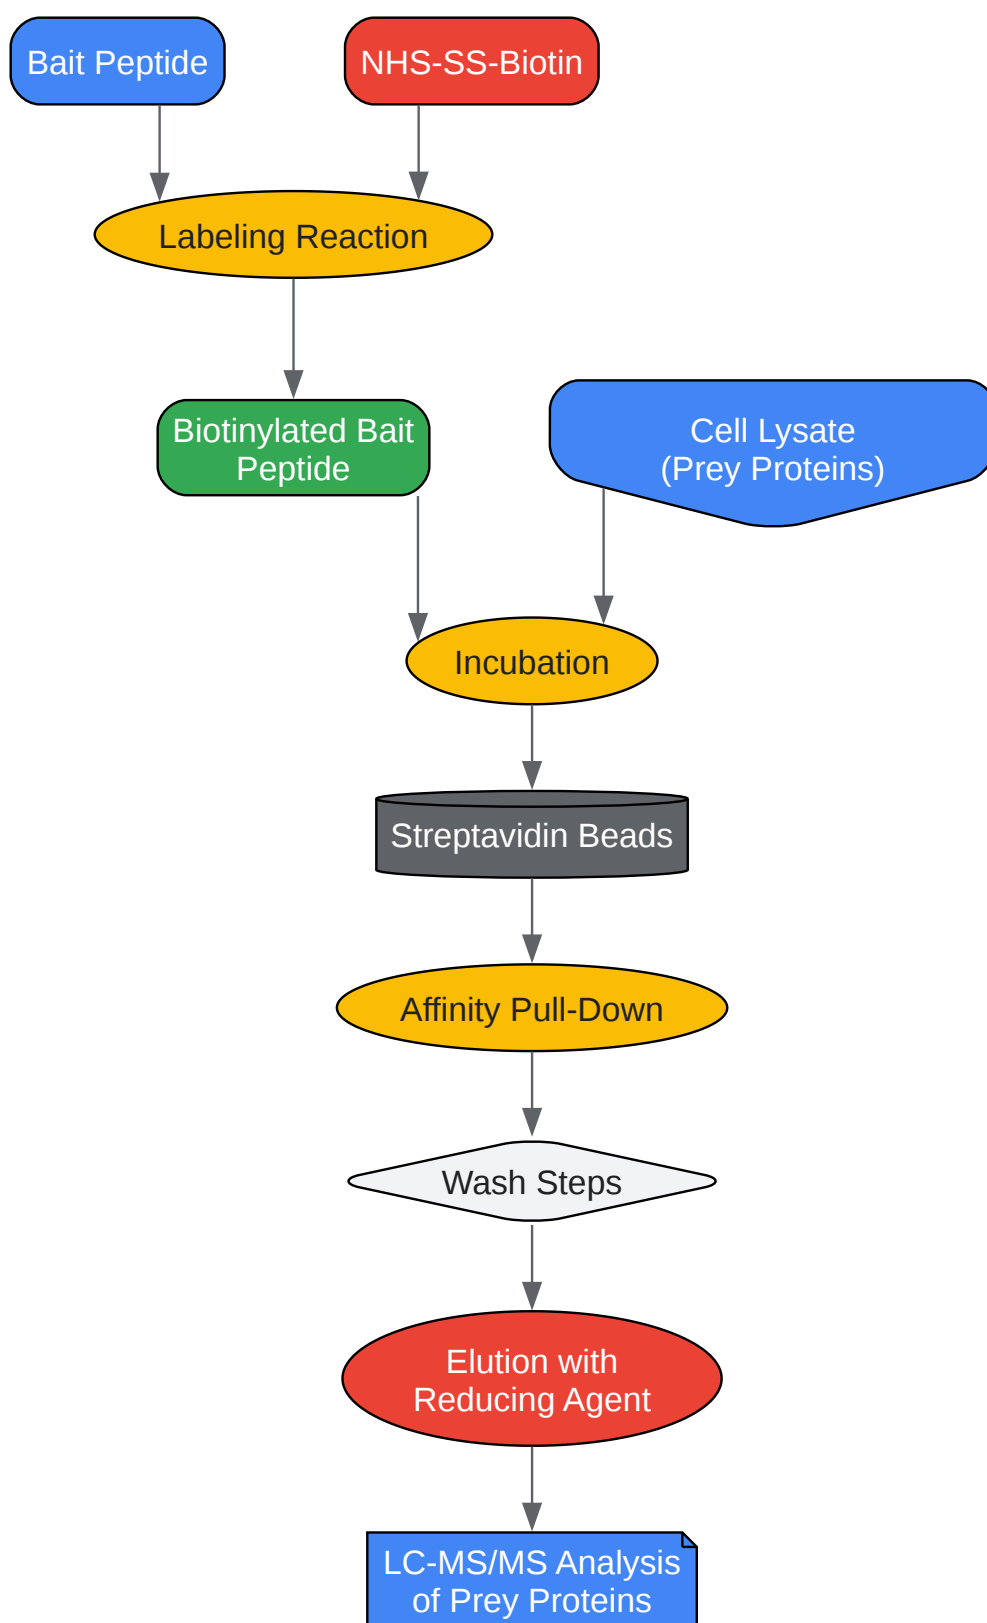 Bait Peptide
NHS-SS-Biotin
Labeling Reaction
Biotinylated Bait
Peptide
Cell Lysate
(Prey Proteins)
Incubation
Streptavidin Beads
Affinity Pull-Down
Wash Steps
Elution with
Reducing Agent
LC-MS/MS Analysis
of Prey Proteins